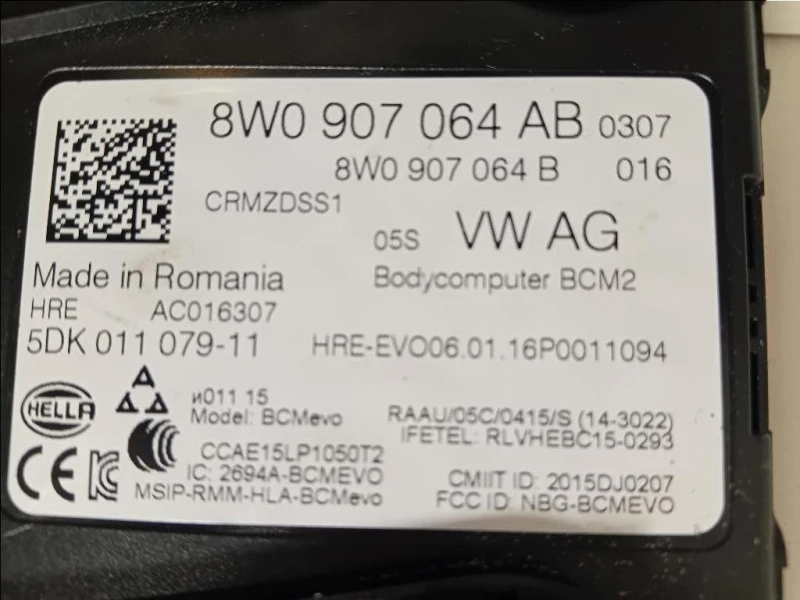 8W0 907 064 AB 0307
8W0 907 064 B 016
CRMZDSS1
05S VW AG
Made in Romania Bodycomputer BCM2
HRE AC016307
5DK 011 079-11 HRE-EVO06.01.16P0011094
HELLA
и011 15
Model: BCMevo RAAU/05C/0415/S (14-3022)
IFETEL: RLVHEBC15-0293
CCAE15LP1050T2
CE
IC: 2694A-BCMEVO CMIIT ID: 2015DJ0207
MSIP-RMM-HLA-BCMevo FCC ID: NBG-BCMEVO